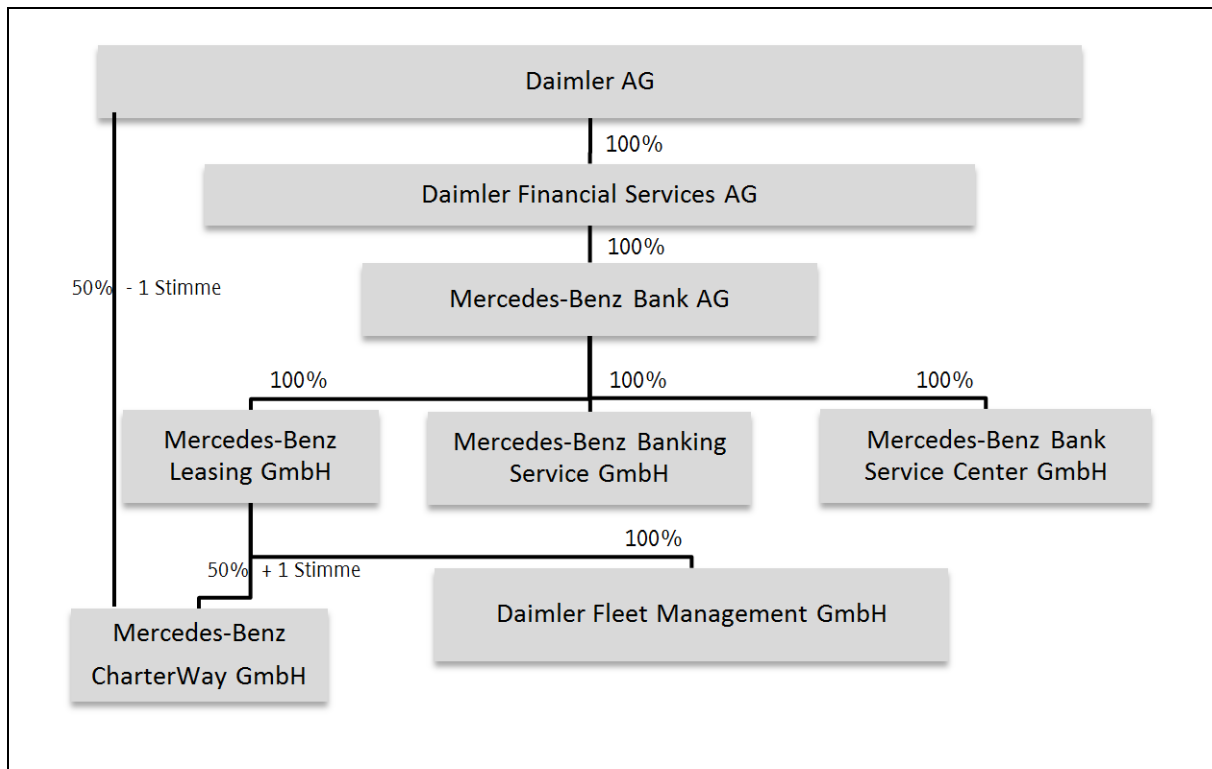 Daimler AG
100%
Daimler Financial Services AG
100%
50% - 1 Stimme
Mercedes-Benz Bank AG
100%
100%
100%
Mercedes-Benz
Leasing GmbH
Mercedes-Benz Banking
Service GmbH
Mercedes-Benz Bank
Service Center GmbH
100%
50% + 1 Stimme
Daimler Fleet Management GmbH
Mercedes-Benz
CharterWay GmbH